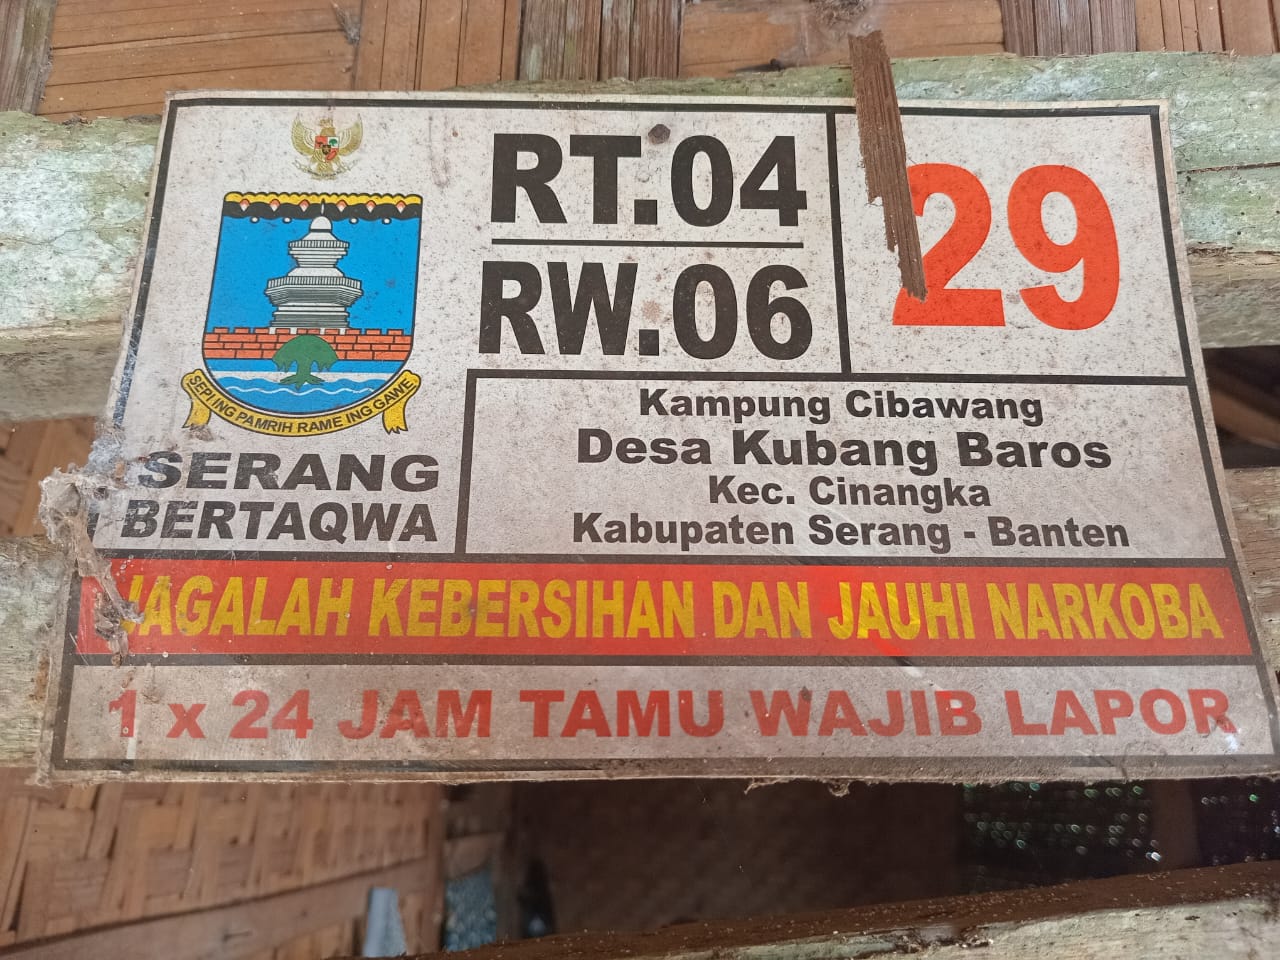 RT.04
RW.06
29
SEPI ING PAMRIH RAME ING GAWE
SERANG
BERTAQWA
Kampung Cibawang
Desa Kubang Baros
Kec. Cinangka
Kabupaten Serang - Banten
JAGALAH KEBERSIHAN DAN JAUHI NARKOBA
1 x 24 JAM TAMU WAJIB LAPOR